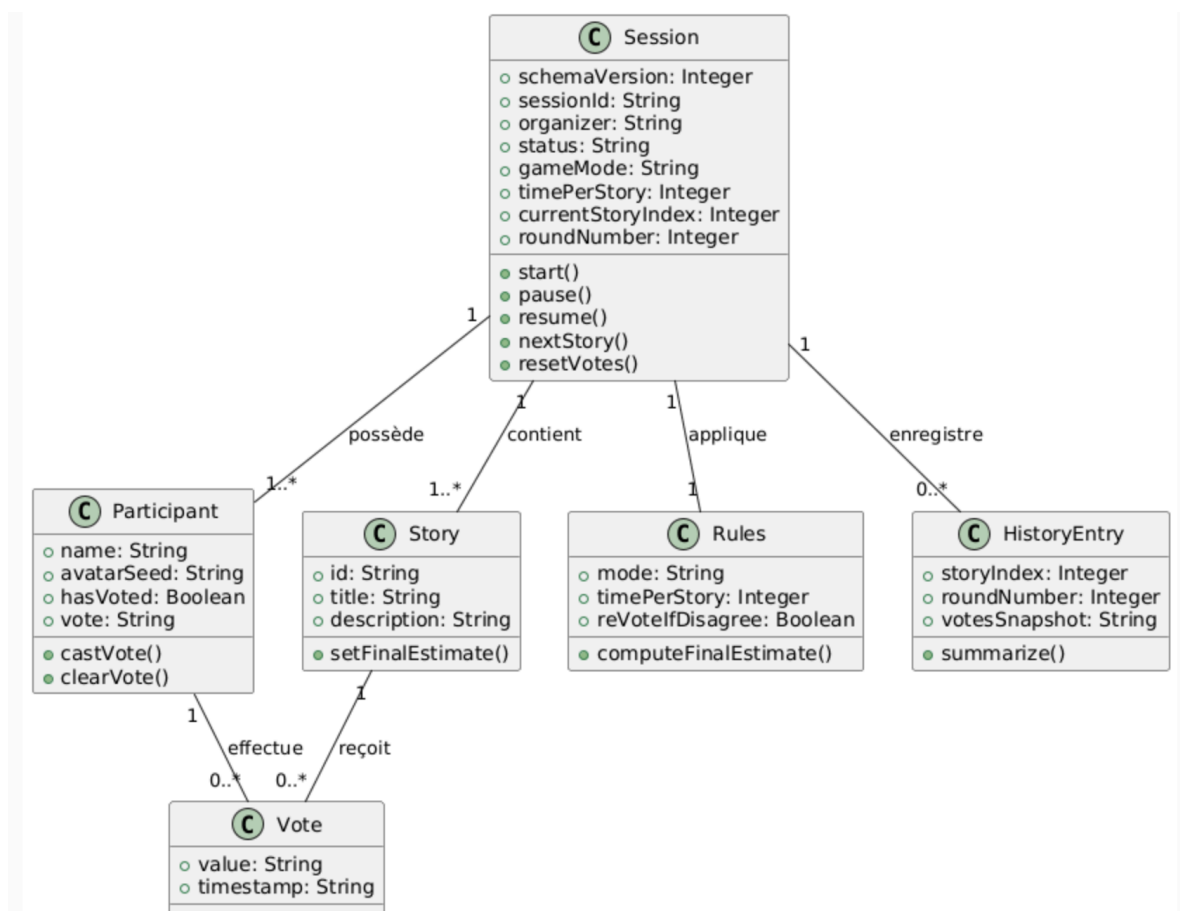 C Session
schemaVersion: Integer
sessionId: String
organizer: String
status: String
gameMode: String
timePerStory: Integer
currentStoryIndex: Integer
roundNumber: Integer
start()
pause()
resume()
nextStory()
resetVotes()
1
1
1
1
possède
contient
applique
enregistre
1..*
1..*
1
0..*
C Participant
name: String
avatarSeed: String
hasVoted: Boolean
vote: String
castVote()
clearVote()
C Story
id: String
title: String
description: String
setFinalEstimate()
C Rules
mode: String
timePerStory: Integer
reVoteIfDisagree: Boolean
computeFinalEstimate()
C HistoryEntry
storyIndex: Integer
roundNumber: Integer
votesSnapshot: String
summarize()
1
1
effectue
reçoit
0..*
0..*
C Vote
value: String
timestamp: String